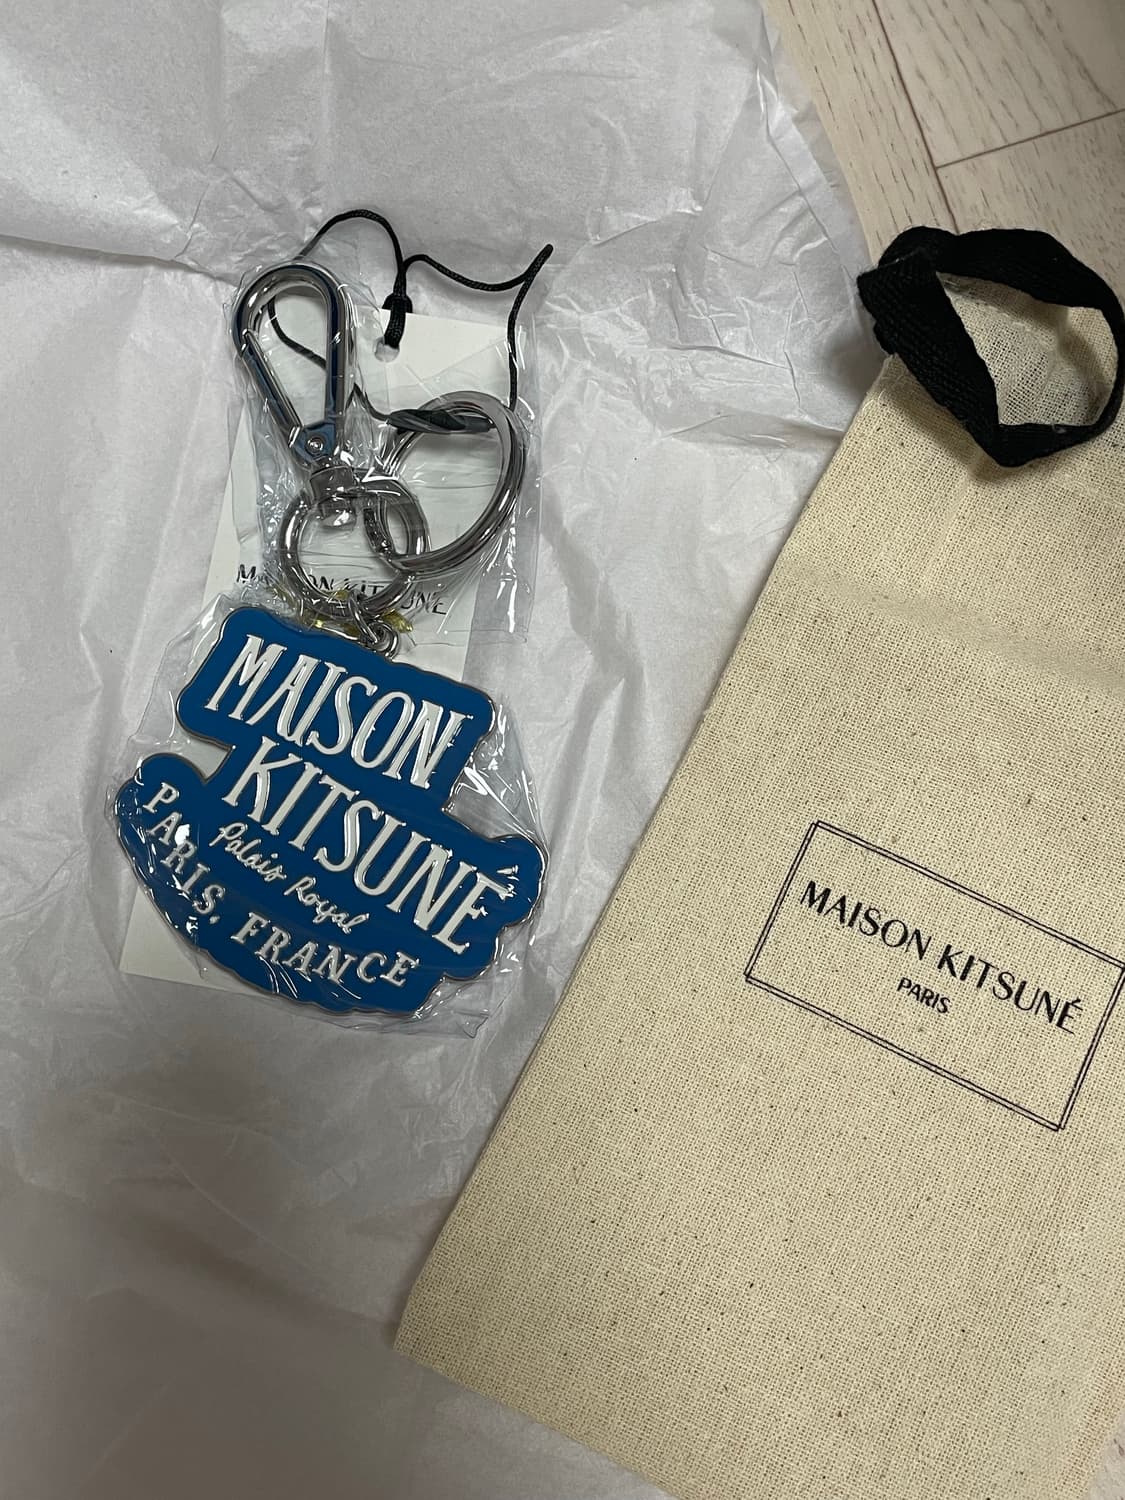 MAISON KITSUNÉ
MAISON
KITSUNÉ
Palais Royal
PARIS, FRANCE
MAISON KITSUNÉ
PARIS